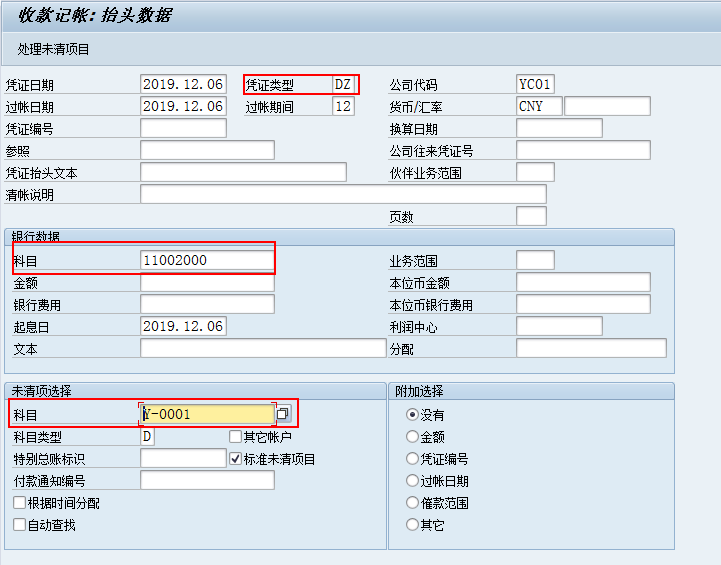 收款记帐:抬头数据
处理未清项目
凭证日期 2019.12.06 凭证类型 DZ 公司代码 YC01
过帐日期 2019.12.06 过帐期间 12 货币/汇率 CNY
凭证编号 换算日期
参照 公司往来凭证号
凭证抬头文本 伙伴业务范围
清帐说明
页数
银行数据
科目 11002000 业务范围
金额 本位币金额
银行费用 本位币银行费用
起息日 2019.12.06 利润中心
文本 分配
未清项选择 附加选择
科目 Y-0001 没有
科目类型 D 其它帐户 金额
特别总账标识 标准未清项目 凭证编号
付款通知编号 过帐日期
根据时间分配 催款范围
自动查找 其它